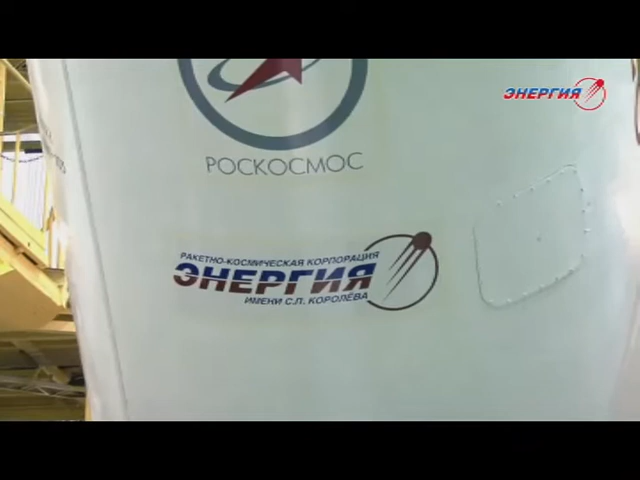 ЭНЕРГИЯ
РОСКОСМОС
РАКЕТНО-КОСМИЧЕСКАЯ КОРПОРАЦИЯ
ЭНЕРГИЯ
ИМЕНИ С.П. КОРОЛЁВА